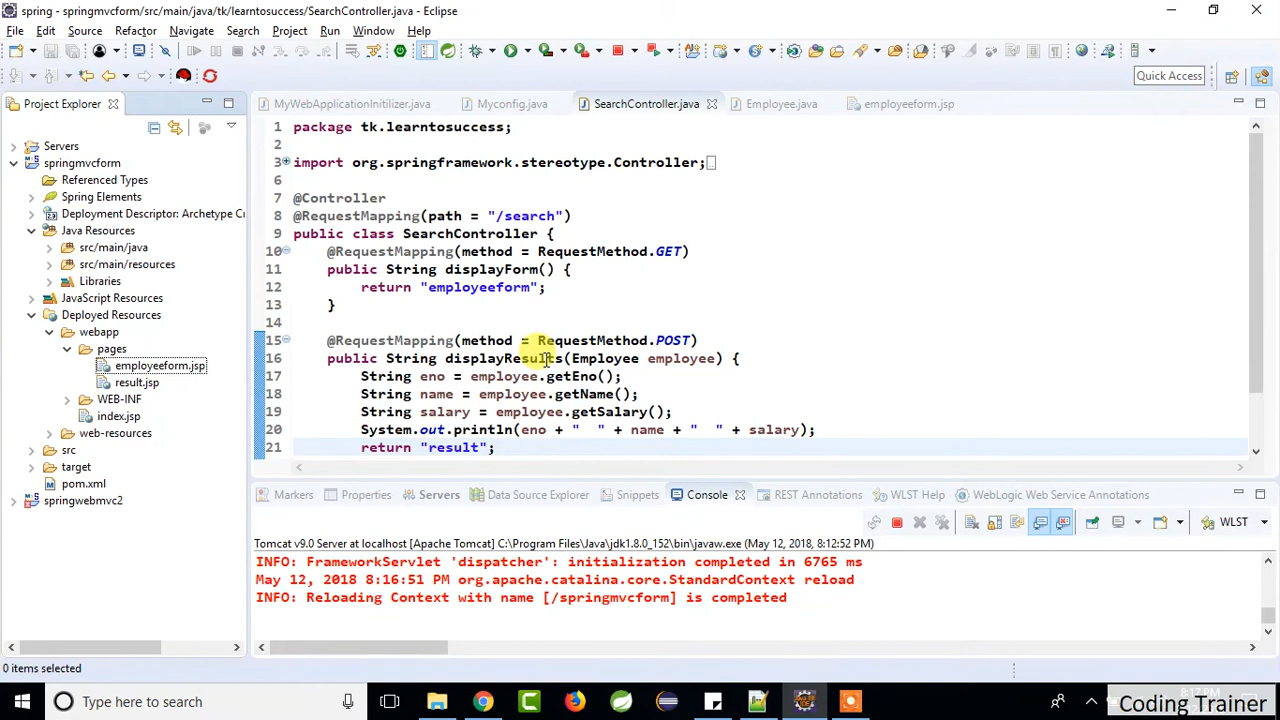 spring - springmvcform/src/main/java/tk/learntosuccess/SearchController.java - Eclipse
File Edit Source Refactor Navigate Search Project Run Window Help
Quick Access
Project Explorer
Servers
springmvcform
Referenced Types
Spring Elements
Deployment Descriptor: Archetype C
Java Resources
src/main/java
src/main/resources
Libraries
JavaScript Resources
Deployed Resources
webapp
pages
employeeform.jsp
result.jsp
WEB-INF
index.jsp
web-resources
src
target
pom.xml
springwebmvc2
MyWebApplicationInitilizer.java Myconfig.java SearchController.java Employee.java employeeform.jsp
1 package tk.learntosuccess;
2
3 import org.springframework.stereotype.Controller;
6
7 @Controller
8 @RequestMapping(path = "/search")
9 public class SearchController {
10 @RequestMapping(method = RequestMethod.GET)
11 public String displayForm() {
12 return "employeeform";
13 }
14
15 @RequestMapping(method = RequestMethod.POST)
16 public String displayResults(Employee employee) {
17 String eno = employee.getEno();
18 String name = employee.getName();
19 String salary = employee.getSalary();
20 System.out.println(eno + "  " + name + "  " + salary);
21 return "result";
Markers Properties Servers Data Source Explorer Snippets Console REST Annotations WLST Help WebLogic Web Service Annotations
WLST
Tomcat v9.0 Server at localhost [Apache Tomcat] C:\Program Files\Java\jdk1.8.0_152\bin\javaw.exe (May 12, 2018, 8:12:52 PM)
INFO: FrameworkServlet 'dispatcher': initialization completed in 6765 ms
May 12, 2018 8:16:51 PM org.apache.catalina.core.StandardContext reload
INFO: Reloading Context with name [/springmvcform] is completed
0 items selected
Type here to search
Coding Trainer